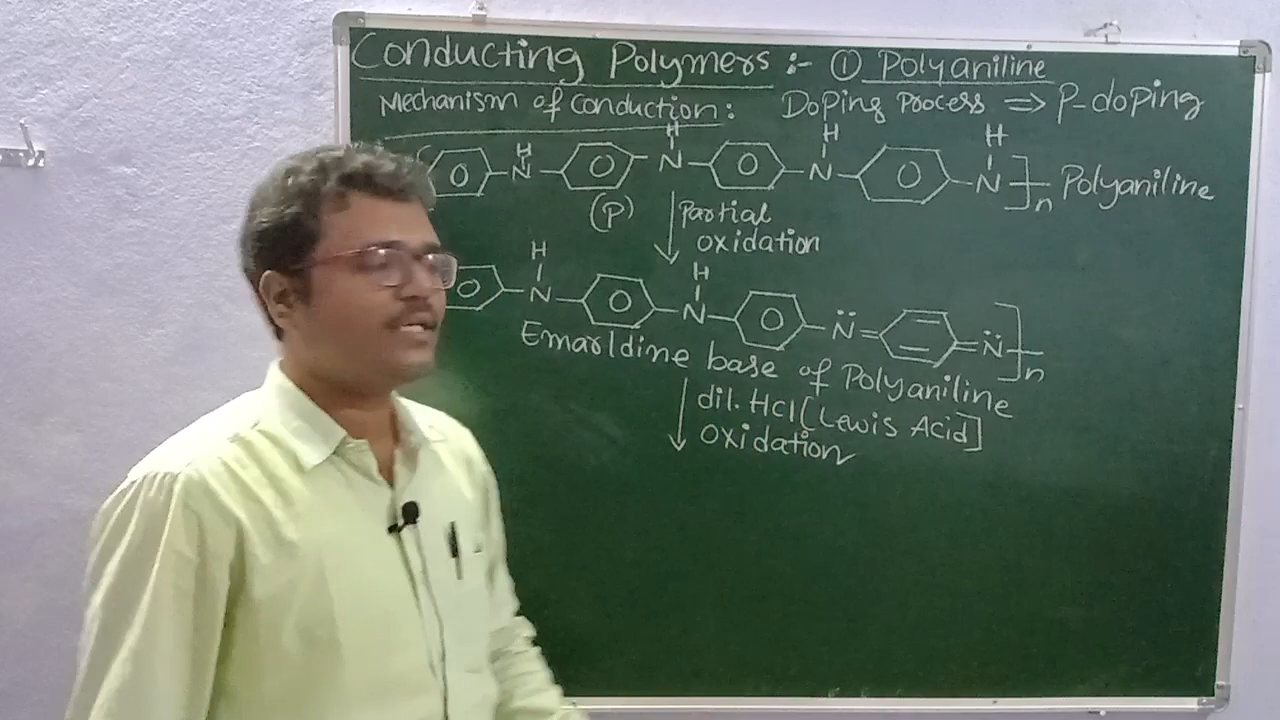 Conducting Polymers :- ① Polyaniline
Mechanism of conduction: Doping Process ⇒ P-doping
H H H H
N N N N n Polyaniline
(P) Partial
oxidation
H H
N N N̈ N̈ n
Emarldine base of Polyaniline
dil. HCl [Lewis Acid]
oxidation